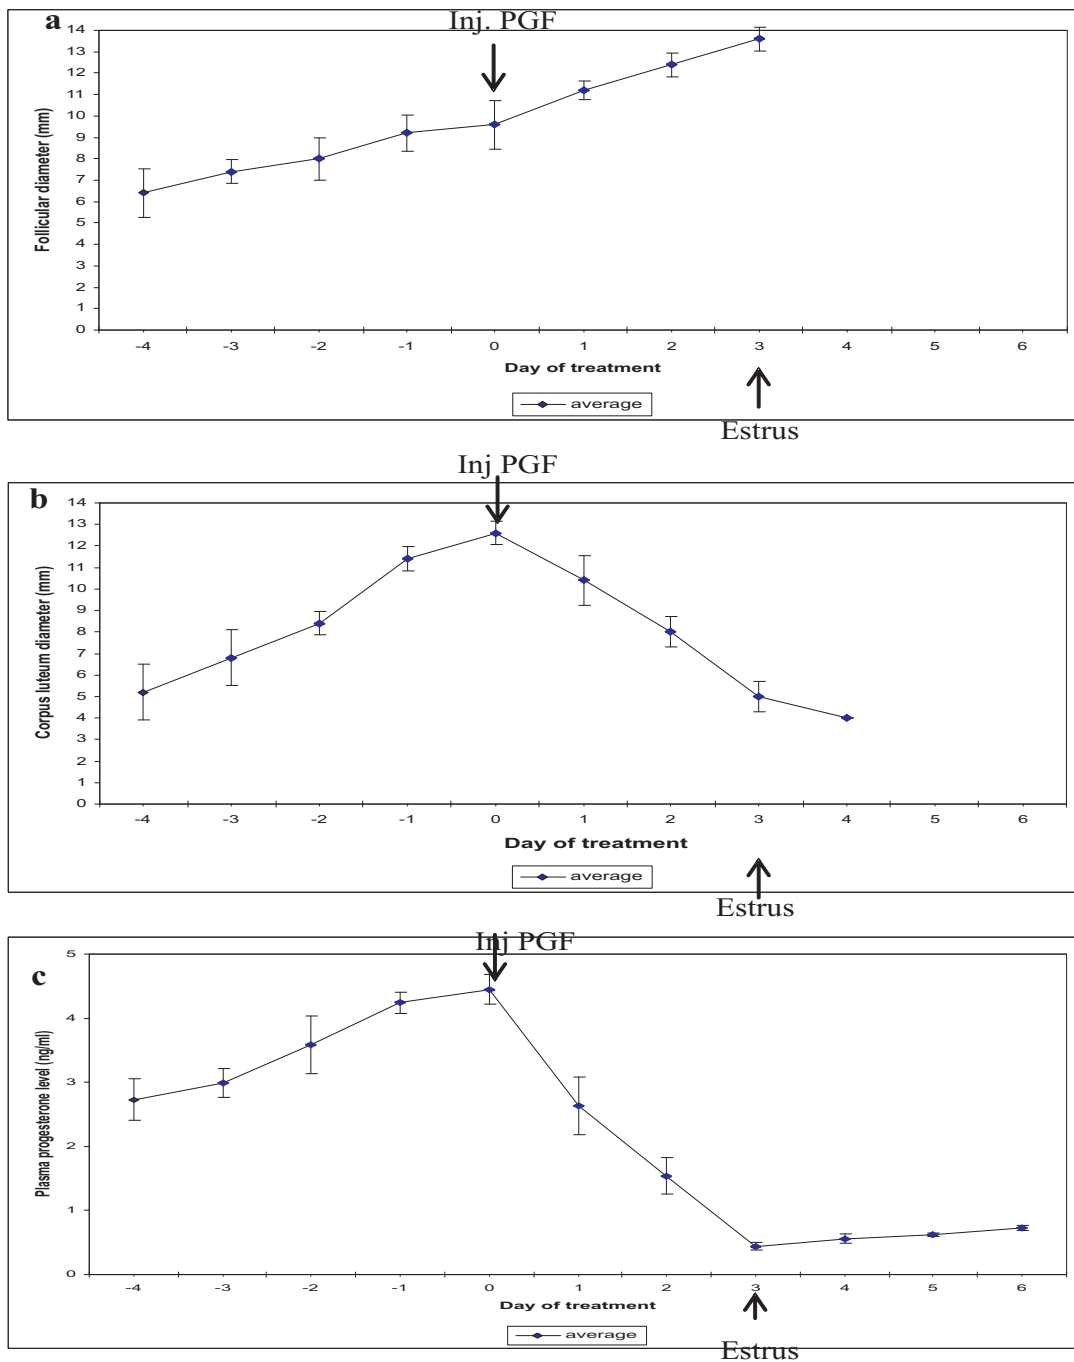 a
Inj. PGF
14
13
12
11
10
9
8
7
6
5
4
3
2
1
0
Follicular diameter (mm)
-4 -3 -2 -1 0 1 2 3 4 5 6
Day of treatment
average
Estrus
Inj PGF
b
14
13
12
11
10
9
8
7
6
5
4
3
2
1
0
Corpus luteum diameter (mm)
-4 -3 -2 -1 0 1 2 3 4 5 6
Day of treatment
average
Estrus
Inj PGF
c
5
4
3
2
1
0
Plasma progesterone level (ng/ml)
-4 -3 -2 -1 0 1 2 3 4 5 6
Day of treatment
average
Estrus